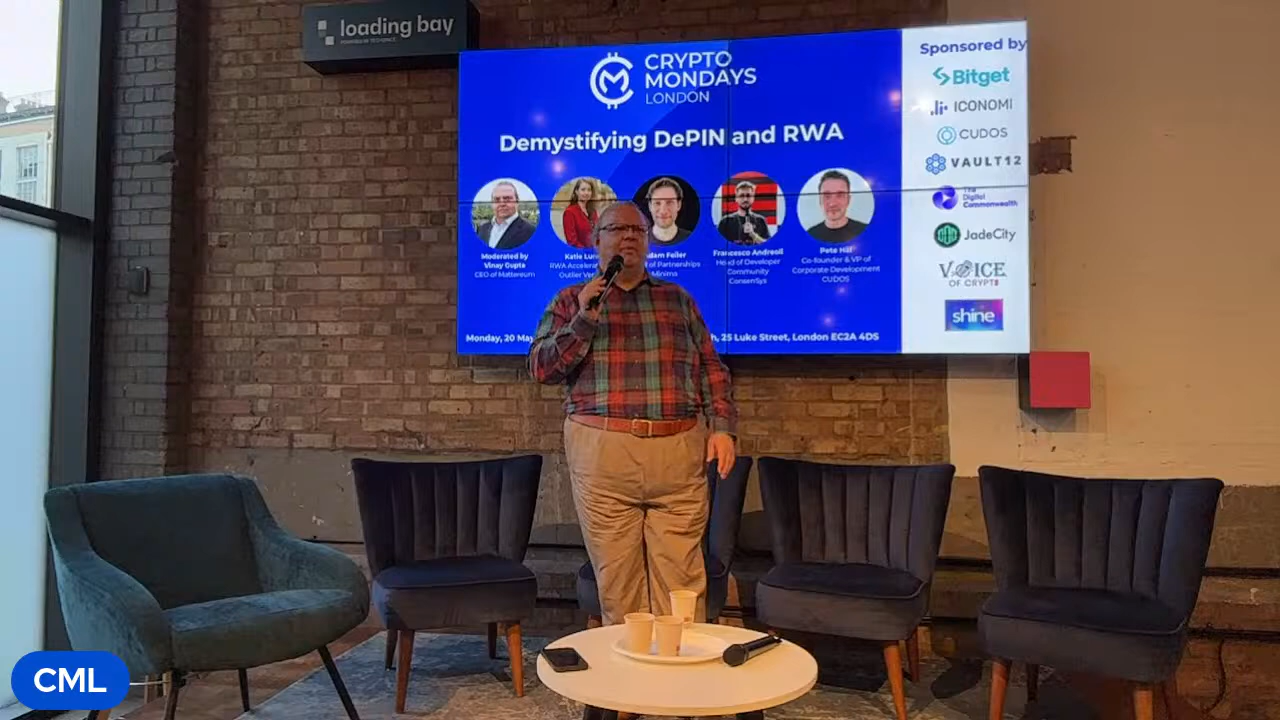 loading bay
CRYPTO
MONDAYS
LONDON
Demystifying DePIN and RWA
Moderated by
Vinay Gupta
CEO of Mattereum
Katie
RWA
Outlier
Feiler
of Partnerships
Minima
Francesco Andreoli
Head of Developer
Community
ConsenSys
Pete Hill
Co-founder & VP of
Corporate Development
CUDOS
Monday, 20 May
25 Luke Street, London EC2A 4DS
Sponsored by
Bitget
ICONOMI
CUDOS
VAULT12
The
Digital
Commonwealth
JadeCity
VOICE
OF CRYPTO
shine
CML